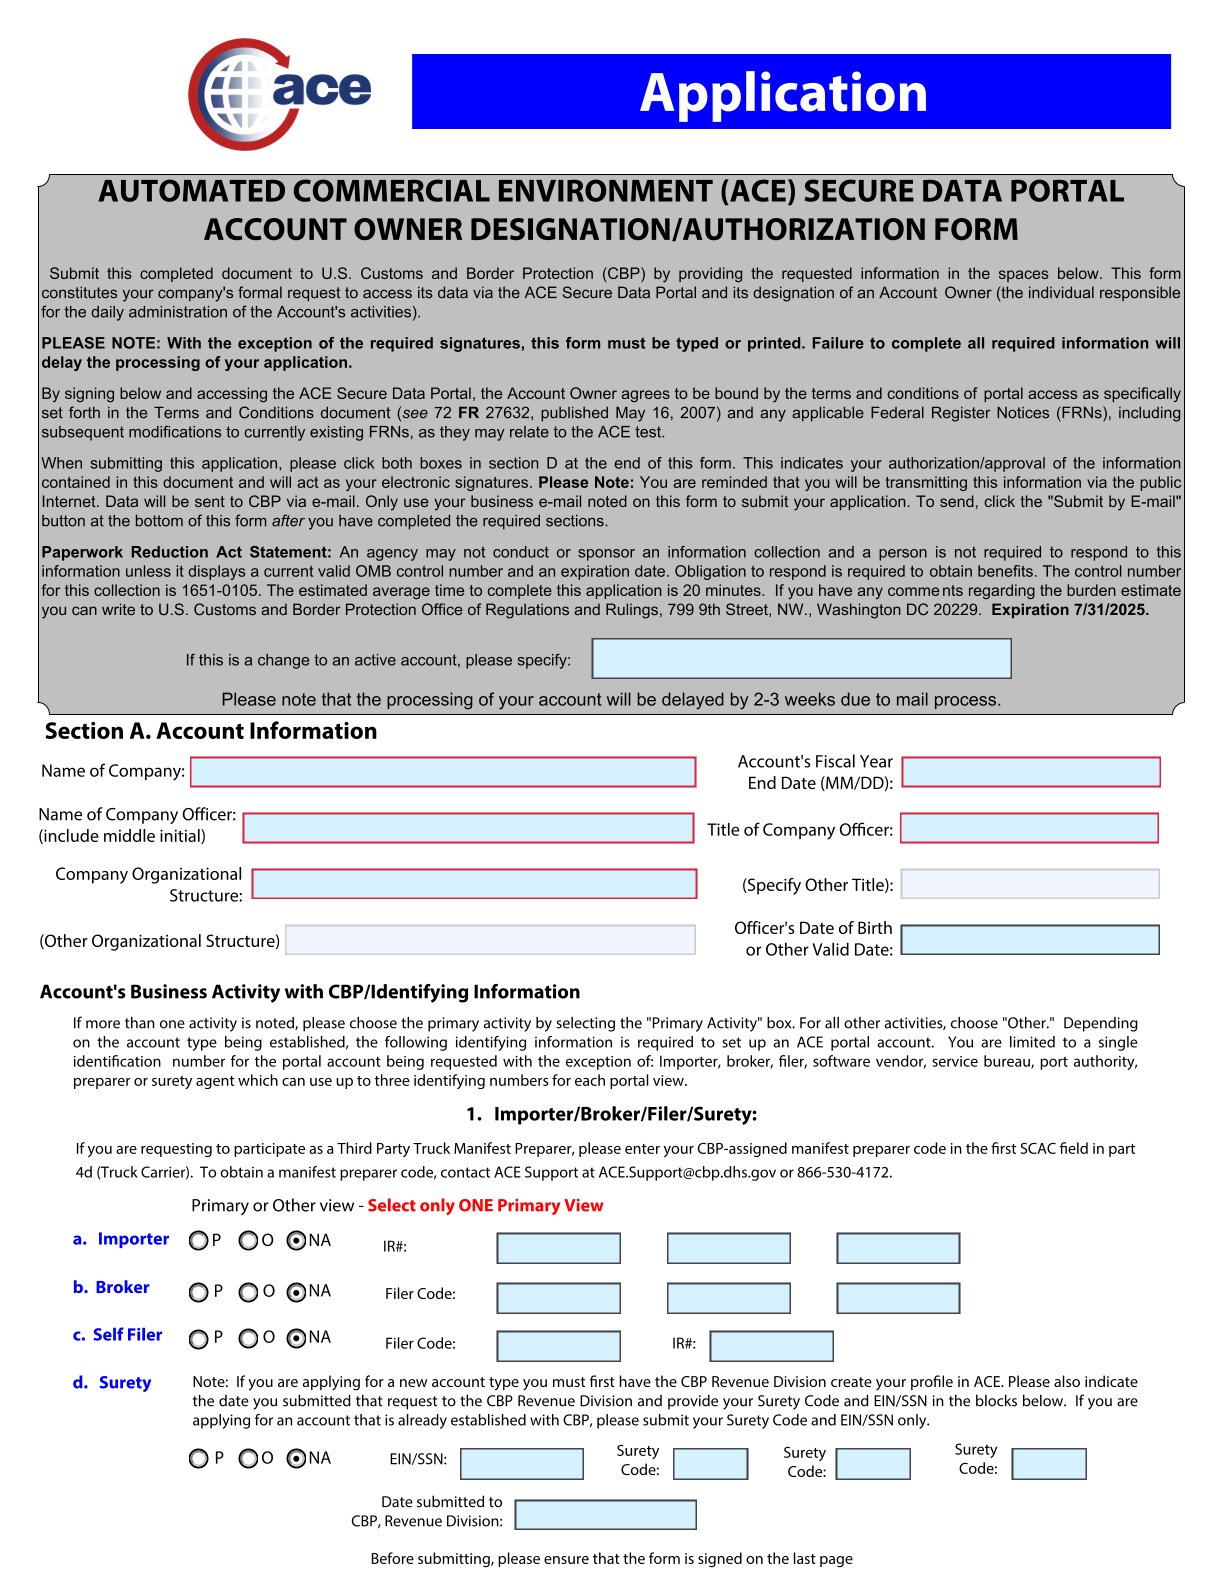 ace
Application
AUTOMATED COMMERCIAL ENVIRONMENT (ACE) SECURE DATA PORTAL
ACCOUNT OWNER DESIGNATION/AUTHORIZATION FORM
Submit this completed document to U.S. Customs and Border Protection (CBP) by providing the requested information in the spaces below. This form
constitutes your company's formal request to access its data via the ACE Secure Data Portal and its designation of an Account Owner (the individual responsible
for the daily administration of the Account's activities).
PLEASE NOTE: With the exception of the required signatures, this form must be typed or printed. Failure to complete all required information will
delay the processing of your application.
By signing below and accessing the ACE Secure Data Portal, the Account Owner agrees to be bound by the terms and conditions of portal access as specifically
set forth in the Terms and Conditions document (see 72 FR 27632, published May 16, 2007) and any applicable Federal Register Notices (FRNs), including
subsequent modifications to currently existing FRNs, as they may relate to the ACE test.
When submitting this application, please click both boxes in section D at the end of this form. This indicates your authorization/approval of the information
contained in this document and will act as your electronic signatures. Please Note: You are reminded that you will be transmitting this information via the public
Internet. Data will be sent to CBP via e-mail. Only use your business e-mail noted on this form to submit your application. To send, click the "Submit by E-mail"
button at the bottom of this form after you have completed the required sections.
Paperwork Reduction Act Statement: An agency may not conduct or sponsor an information collection and a person is not required to respond to this
information unless it displays a current valid OMB control number and an expiration date. Obligation to respond is required to obtain benefits. The control number
for this collection is 1651-0105. The estimated average time to complete this application is 20 minutes. If you have any comments regarding the burden estimate
you can write to U.S. Customs and Border Protection Office of Regulations and Rulings, 799 9th Street, NW., Washington DC 20229. Expiration 7/31/2025.
If this is a change to an active account, please specify:
Please note that the processing of your account will be delayed by 2-3 weeks due to mail process.
Section A. Account Information
Name of Company:
Account's Fiscal Year
End Date (MM/DD):
Name of Company Officer:
(include middle initial)
Title of Company Officer:
Company Organizational
Structure:
(Specify Other Title):
(Other Organizational Structure)
Officer's Date of Birth
or Other Valid Date:
Account's Business Activity with CBP/Identifying Information
If more than one activity is noted, please choose the primary activity by selecting the "Primary Activity" box. For all other activities, choose "Other." Depending
on the account type being established, the following identifying information is required to set up an ACE portal account. You are limited to a single
identification number for the portal account being requested with the exception of: Importer, broker, filer, software vendor, service bureau, port authority,
preparer or surety agent which can use up to three identifying numbers for each portal view.
1. Importer/Broker/Filer/Surety:
If you are requesting to participate as a Third Party Truck Manifest Preparer, please enter your CBP-assigned manifest preparer code in the first SCAC field in part
4d (Truck Carrier). To obtain a manifest preparer code, contact ACE Support at ACE.Support@cbp.dhs.gov or 866-530-4172.
Primary or Other view - Select only ONE Primary View
a. Importer P O NA IR#:
b. Broker P O NA Filer Code:
c. Self Filer P O NA Filer Code: IR#:
d. Surety
Note: If you are applying for a new account type you must first have the CBP Revenue Division create your profile in ACE. Please also indicate
the date you submitted that request to the CBP Revenue Division and provide your Surety Code and EIN/SSN in the blocks below. If you are
applying for an account that is already established with CBP, please submit your Surety Code and EIN/SSN only.
P O NA EIN/SSN:
Surety
Code:
Surety
Code:
Surety
Code:
Date submitted to
CBP, Revenue Division:
Before submitting, please ensure that the form is signed on the last page